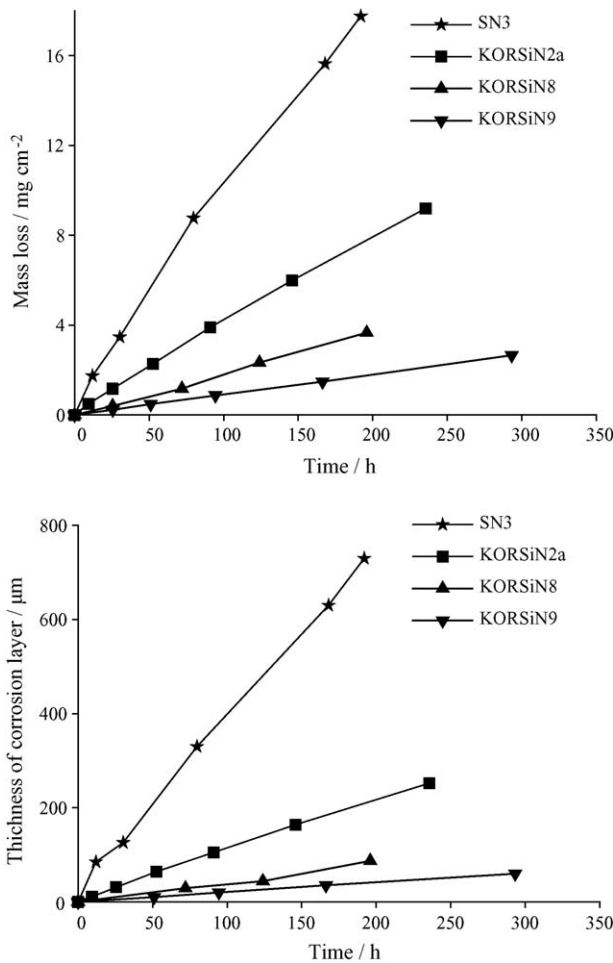 16
12
8
4
0
0
50
100
150
200
250
300
350
Mass loss / mg cm-2
Time / h
SN3
KORSiN2a
KORSiN8
KORSiN9
800
600
400
200
0
0
50
100
150
200
250
300
350
Thichness of corrosion layer / μm
Time / h
SN3
KORSiN2a
KORSiN8
KORSiN9